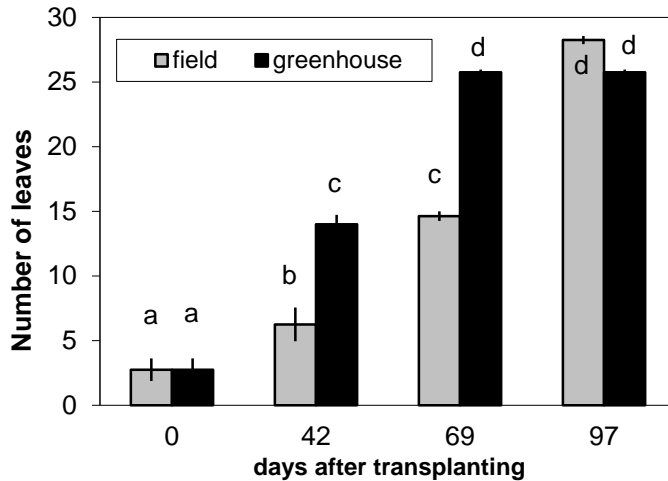 30
25
20
15
10
5
0
Number of leaves
field greenhouse
a a
b c
c d
d d
0 42 69 97
days after transplanting